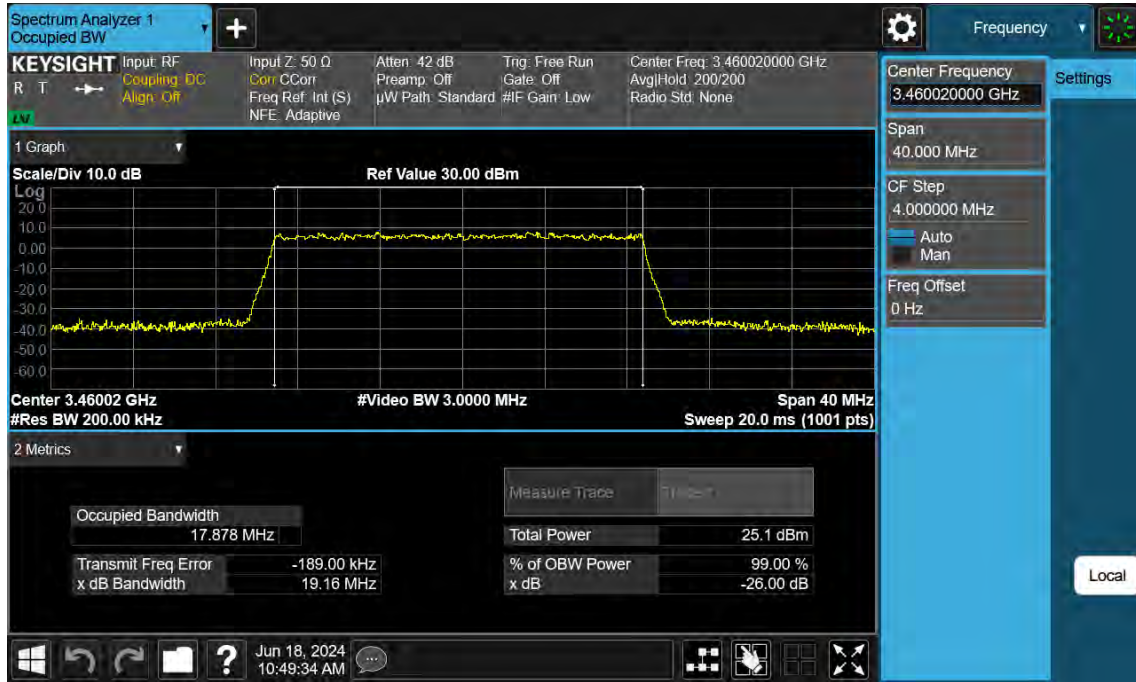 Spectrum Analyzer 1
Occupied BW
Frequency
KEYSIGHT
R T
LXI
Input: RF
Coupling: DC
Align: Off
Input Z: 50 Ω
Corr CCorr
Freq Ref: Int (S)
NFE: Adaptive
Atten: 42 dB
Preamp: Off
µW Path: Standard
Trig: Free Run
Gate: Off
#IF Gain: Low
Center Freq: 3.460020000 GHz
Avg|Hold: 200/200
Radio Std: None
Center Frequency
3.460020000 GHz
Settings
Span
40.000 MHz
CF Step
4.000000 MHz
Auto
Man
Freq Offset
0 Hz
1 Graph
Scale/Div 10.0 dB
Ref Value 30.00 dBm
Log
20.0
10.0
0.00
-10.0
-20.0
-30.0
-40.0
-50.0
-60.0
Center 3.46002 GHz
#Video BW 3.0000 MHz
Span 40 MHz
#Res BW 200.00 kHz
Sweep 20.0 ms (1001 pts)
2 Metrics
Measure Trace
Occupied Bandwidth
17.878 MHz
Total Power 25.1 dBm
Transmit Freq Error -189.00 kHz
% of OBW Power 99.00 %
x dB Bandwidth 19.16 MHz
x dB -26.00 dB
Local
Jun 18, 2024
10:49:34 AM